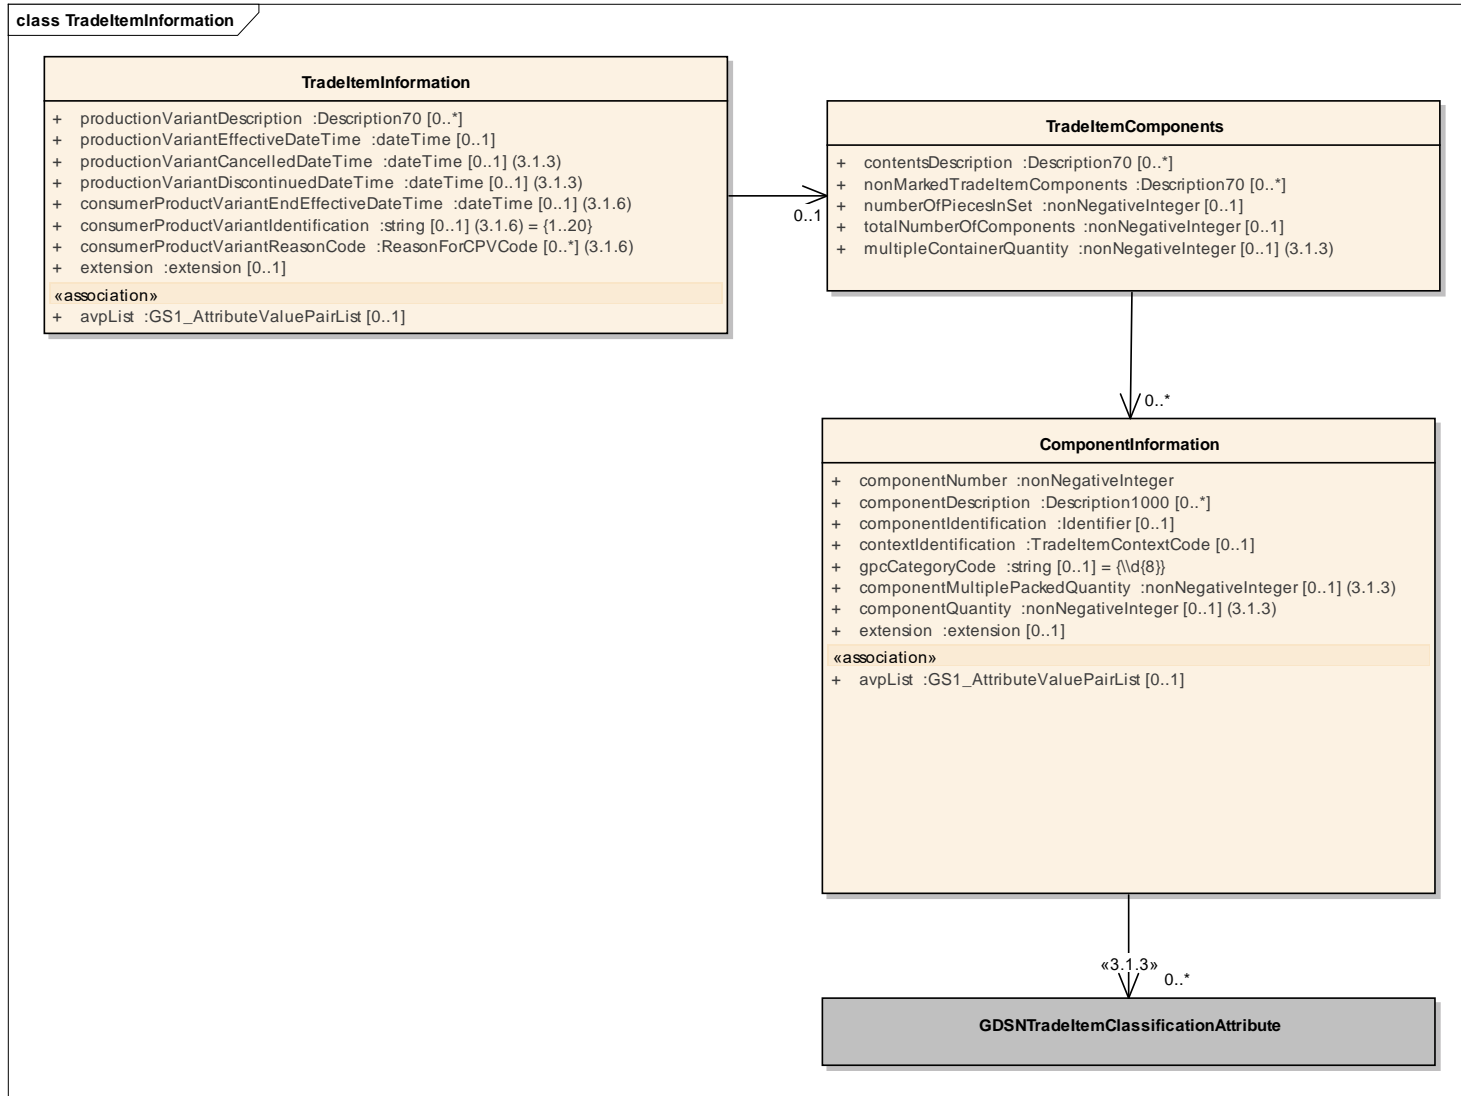 class TradeItemInformation
TradeItemInformation
+ productionVariantDescription :Description70 [0..*]
+ productionVariantEffectiveDateTime :dateTime [0..1]
+ productionVariantCancelledDateTime :dateTime [0..1] (3.1.3)
+ productionVariantDiscontinuedDateTime :dateTime [0..1] (3.1.3)
+ consumerProductVariantEndEffectiveDateTime :dateTime [0..1] (3.1.6)
+ consumerProductVariantIdentification :string [0..1] (3.1.6) = {1..20}
+ consumerProductVariantReasonCode :ReasonForCPVCode [0..*] (3.1.6)
+ extension :extension [0..1]
«association»
+ avpList :GS1_AttributeValuePairList [0..1]
0..1
TradeItemComponents
+ contentsDescription :Description70 [0..*]
+ nonMarkedTradeItemComponents :Description70 [0..*]
+ numberOfPiecesInSet :nonNegativeInteger [0..1]
+ totalNumberOfComponents :nonNegativeInteger [0..1]
+ multipleContainerQuantity :nonNegativeInteger [0..1] (3.1.3)
0..*
ComponentInformation
+ componentNumber :nonNegativeInteger
+ componentDescription :Description1000 [0..*]
+ componentIdentification :Identifier [0..1]
+ contextIdentification :TradeItemContextCode [0..1]
+ gpcCategoryCode :string [0..1] = {\\d{8}}
+ componentMultiplePackedQuantity :nonNegativeInteger [0..1] (3.1.3)
+ componentQuantity :nonNegativeInteger [0..1] (3.1.3)
+ extension :extension [0..1]
«association»
+ avpList :GS1_AttributeValuePairList [0..1]
«3.1.3»
0..*
GDSNTradeItemClassificationAttribute